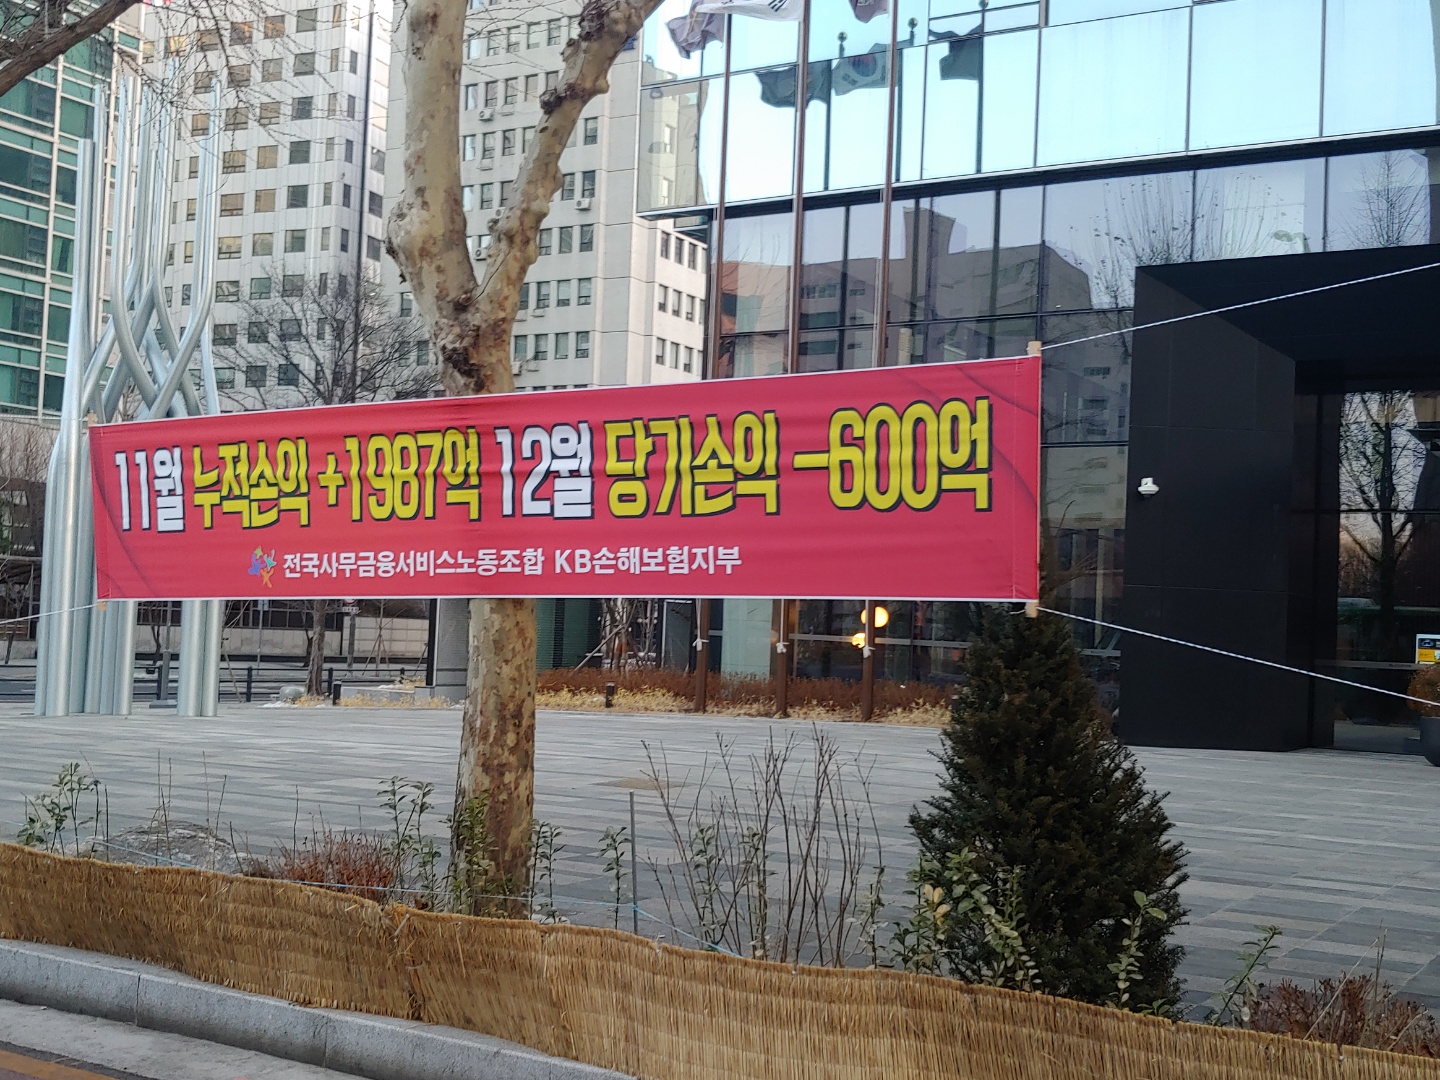 11월 누적손익 +1987억 12월 당기손익 -600억
전국사무금융서비스노동조합 KB손해보험지부